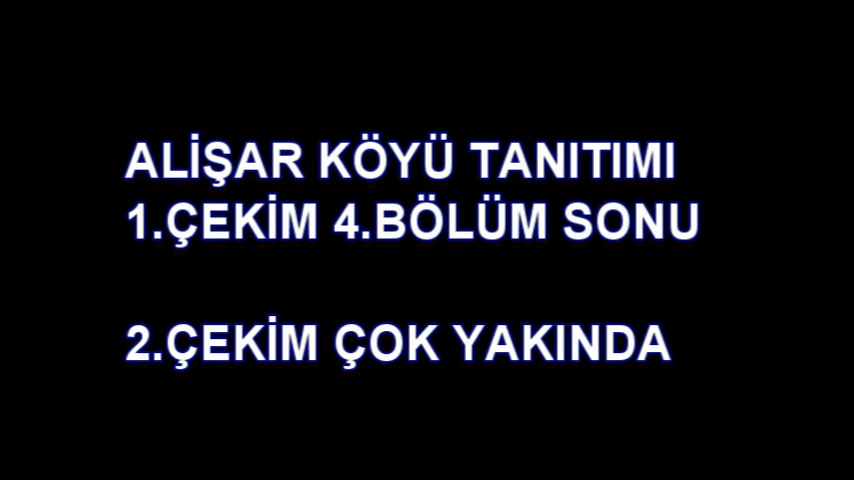 ALİŞAR KÖYÜ TANITIMI
1.ÇEKİM 4.BÖLÜM SONU
2.ÇEKİM ÇOK YAKINDA